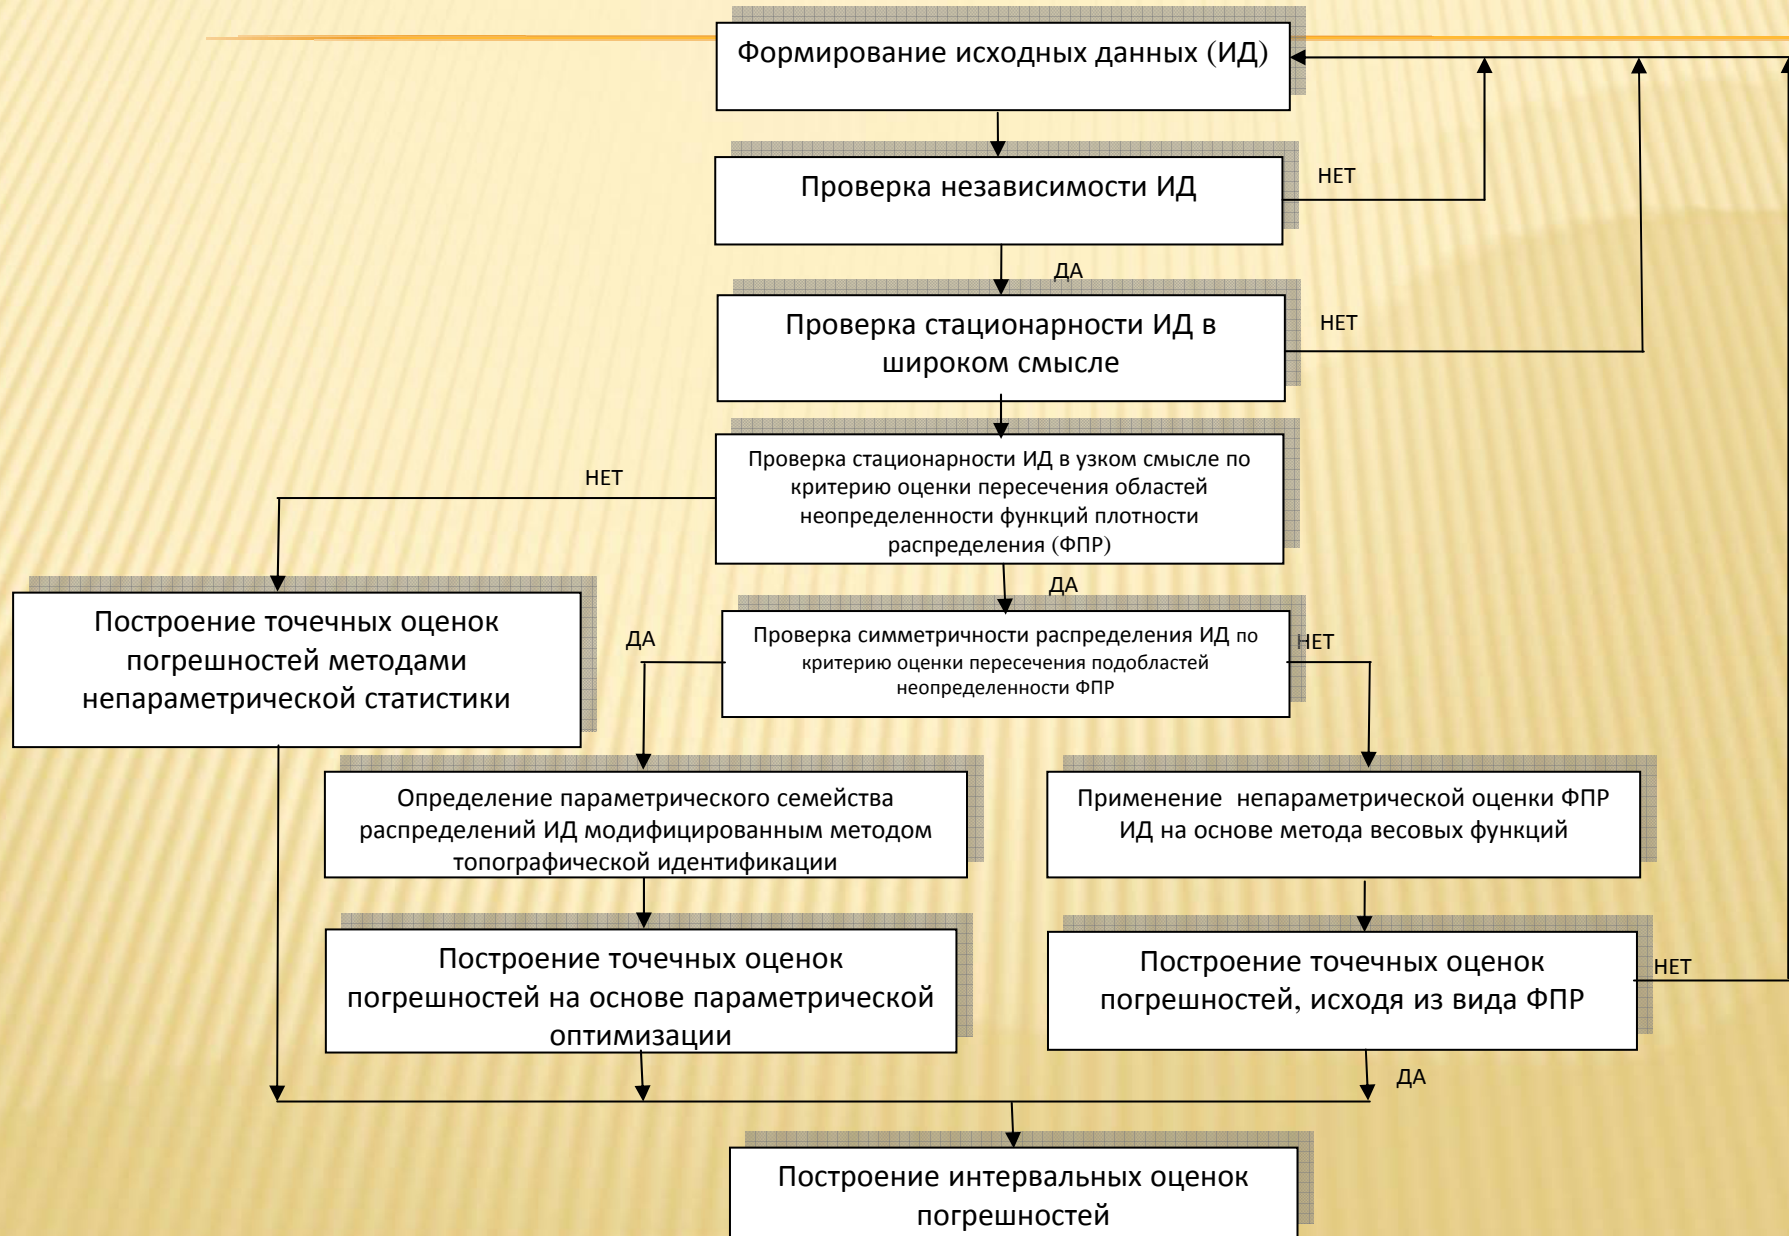 Формирование исходных данных (ИД)
Проверка независимости ИД
НЕТ
ДА
Проверка стационарности ИД в
широком смысле
НЕТ
Проверка стационарности ИД в узком смысле по
критерию оценки пересечения областей
неопределенности функций плотности
распределения (ФПР)
НЕТ
ДА
Построение точечных оценок
погрешностей методами
непараметрической статистики
ДА
Проверка симметричности распределения ИД по
критерию оценки пересечения подобластей
неопределенности ФПР
НЕТ
Определение параметрического семейства
распределений ИД модифицированным методом
топографической идентификации
Применение непараметрической оценки ФПР
ИД на основе метода весовых функций
Построение точечных оценок
погрешностей на основе параметрической
оптимизации
Построение точечных оценок
погрешностей, исходя из вида ФПР
НЕТ
ДА
Построение интервальных оценок
погрешностей